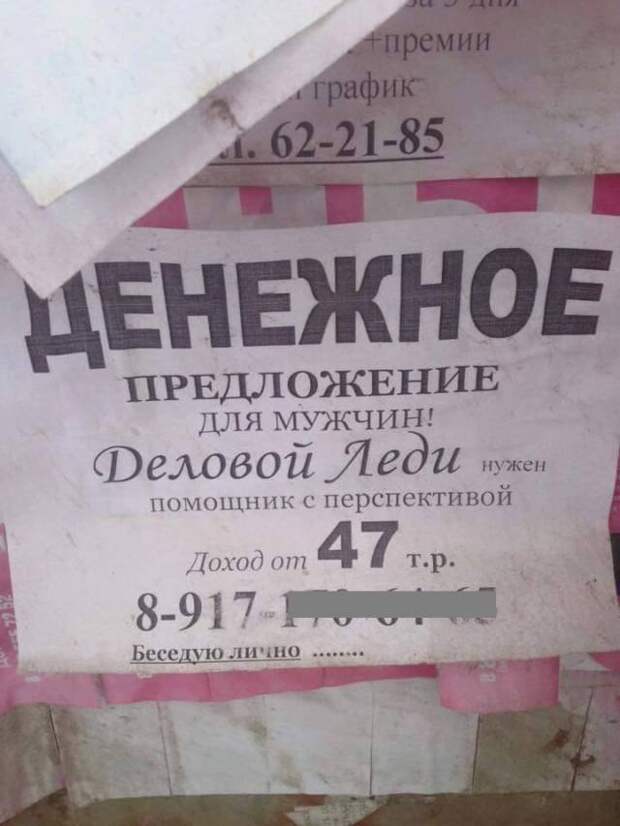 +премии
график
62-21-85
ДЕНЕЖНОЕ
ПРЕДЛОЖЕНИЕ
ДЛЯ МУЖЧИН!
Деловой Леди нужен
помощник с перспективой
Доход от 47 т.р.
8-917-
Беседую лично ........